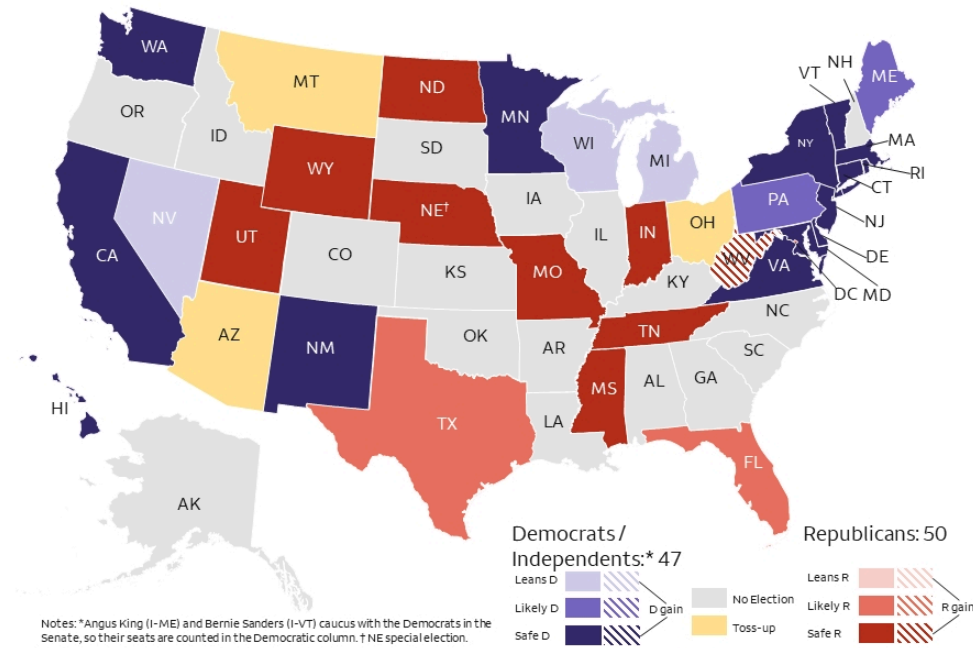 WA
OR
ID
MT
ND
SD
MN
WI
MI
VT
NH
ME
MA
RI
CT
NJ
DE
MD
DC
NY
PA
OH
WV
VA
NC
SC
GA
FL
AL
MS
TN
KY
IN
IL
IA
MO
AR
LA
TX
OK
KS
NE†
WY
CO
UT
NV
CA
AZ
NM
HI
AK
Democrats /
Independents:* 47
Leans D
Likely D
Safe D
D gain
No Election
Toss-up
Republicans: 50
Leans R
Likely R
Safe R
R gain
Notes: *Angus King (I-ME) and Bernie Sanders (I-VT) caucus with the Democrats in the
Senate, so their seats are counted in the Democratic column. † NE special election.